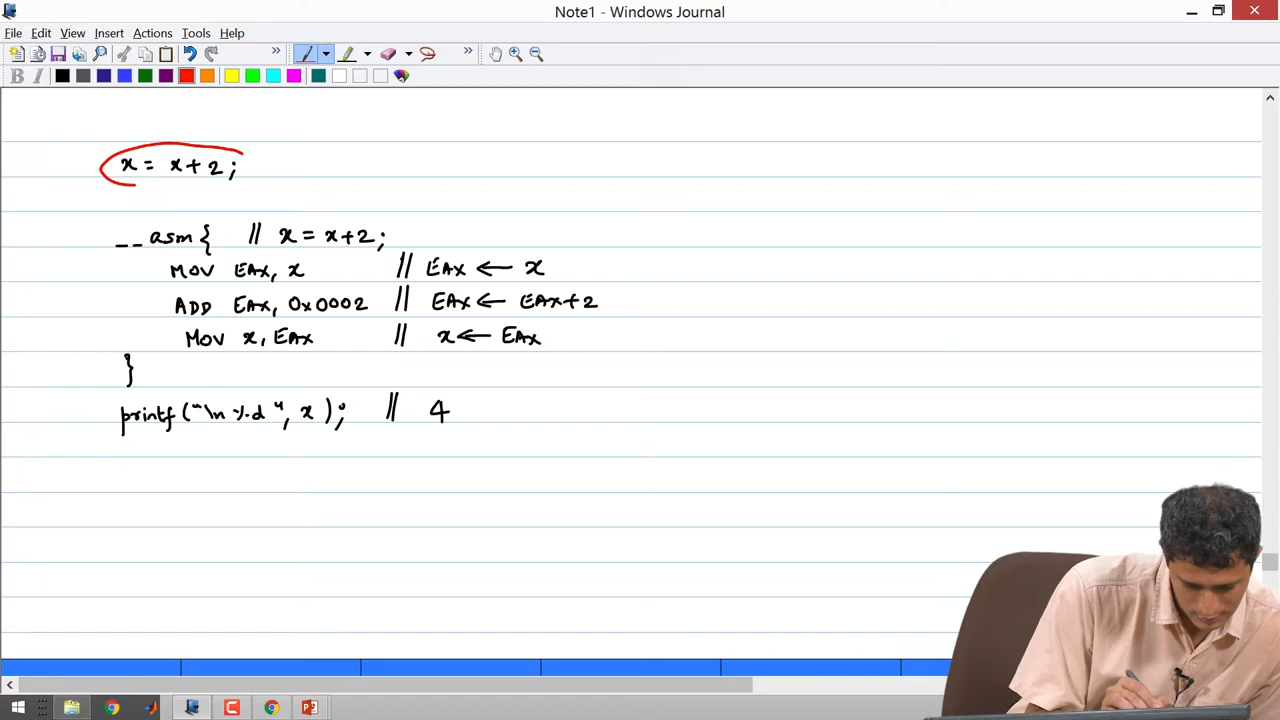 Note1 - Windows Journal
File Edit View Insert Actions Tools Help
B I
x = x+2;
__asm{ // x = x+2;
MOV EAX, x // EAX ← x
ADD EAX, 0x0002 // EAX ← EAX+2
MOV x, EAX // x ← EAX
}
printf("\n %d", x); // 4